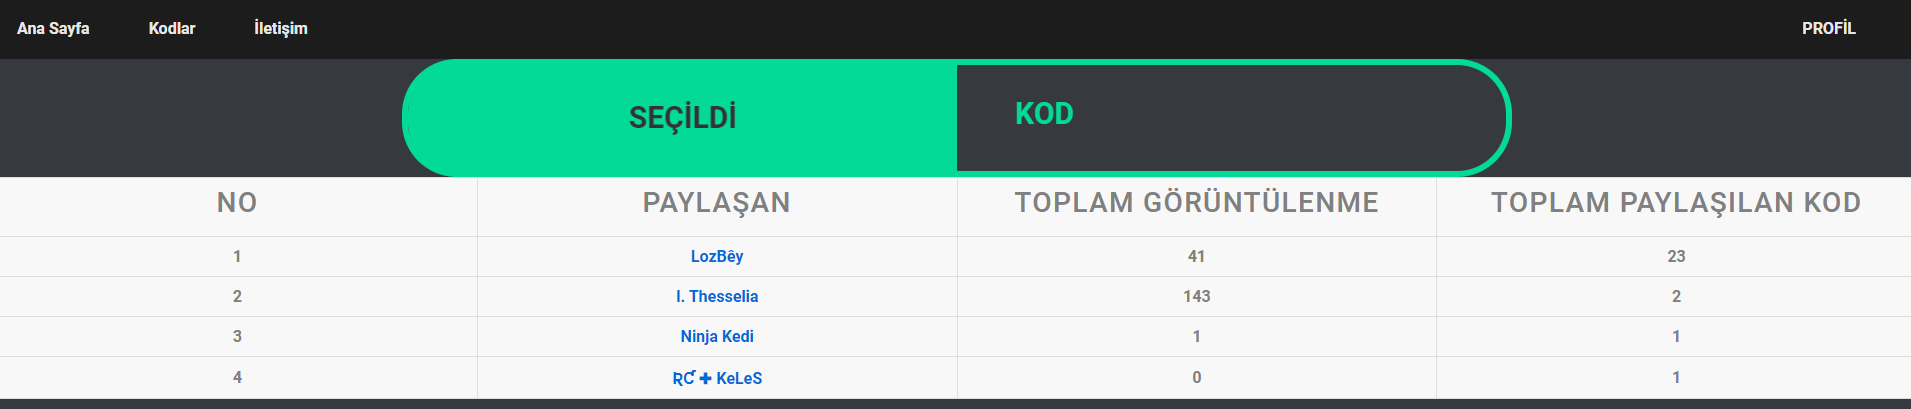 Ana Sayfa Kodlar İletişim PROFİL
SEÇİLDİ KOD
NO PAYLAŞAN TOPLAM GÖRÜNTÜLENME TOPLAM PAYLAŞILAN KOD
1 LozBêy 41 23
2 I. Thesselia 143 2
3 Ninja Kedi 1 1
4 ƦƇ ✚ KeLeS 0 1